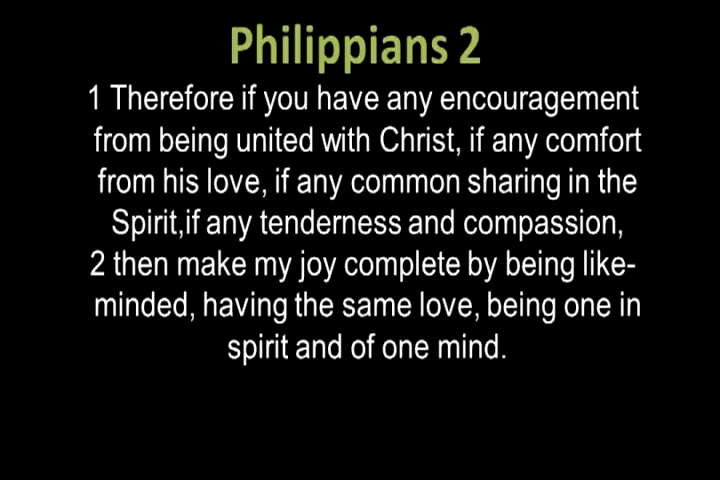 Philippians 2
1 Therefore if you have any encouragement
from being united with Christ, if any comfort
from his love, if any common sharing in the
Spirit,if any tenderness and compassion,
2 then make my joy complete by being like-
minded, having the same love, being one in
spirit and of one mind.